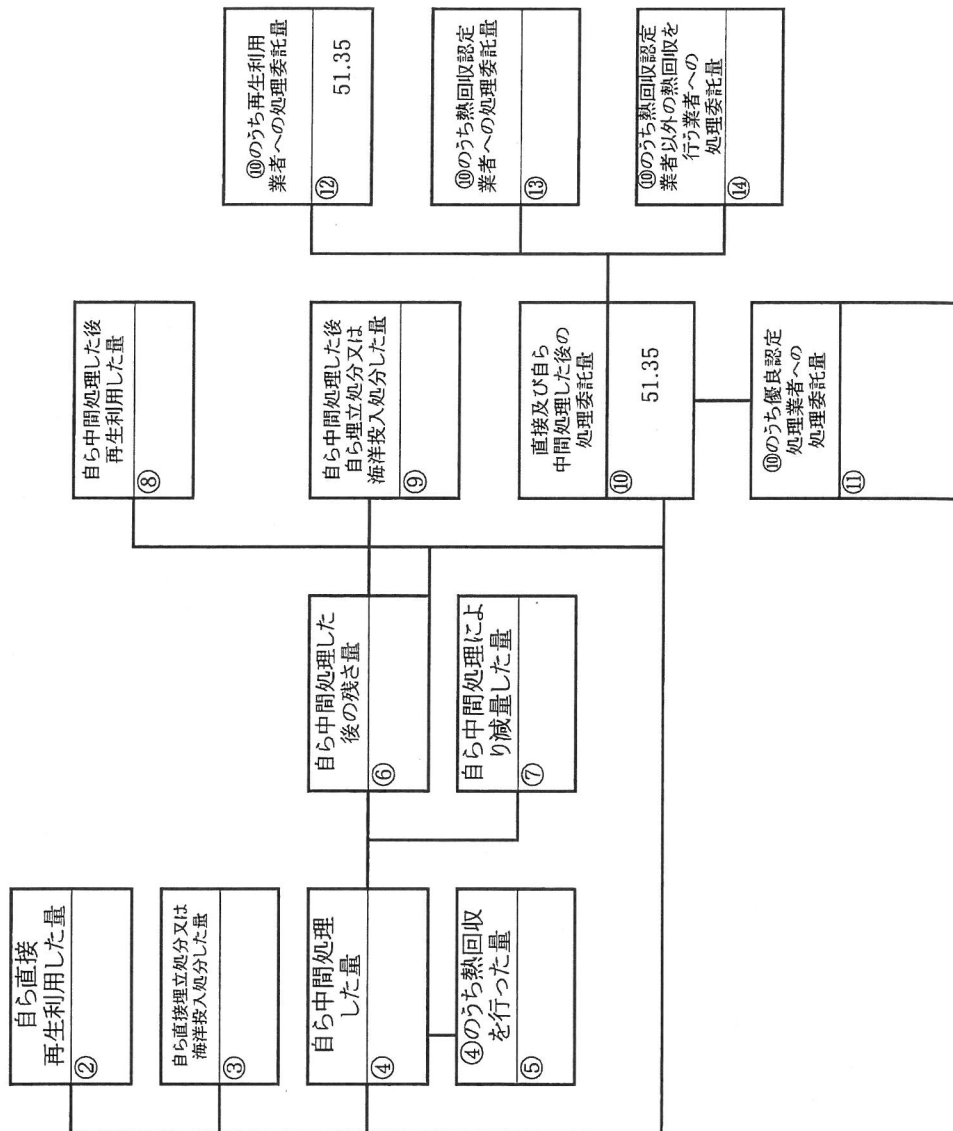 自ら直接
再生利用した量
②
自ら直接埋立処分又は
海洋投入処分した量
③
自ら中間処理
した量
④
④のうち熱回収
を行った量
⑤
自ら中間処理した
後の残さ量
⑥
自ら中間処理によ
り減量した量
⑦
自ら中間処理した後
再生利用した量
⑧
自ら中間処理した後
自ら埋立処分又は
海洋投入処分した量
⑨
直接及び自ら
中間処理した後の
処理委託量
⑩
51.35
⑩のうち優良認定
処理業者への
処理委託量
⑪
⑩のうち再生利用
業者への処理委託量
⑫
51.35
⑩のうち熱回収認定
業者への処理委託量
⑬
⑩のうち熱回収認定
業者以外の熱回収を
行う業者への
処理委託量
⑭